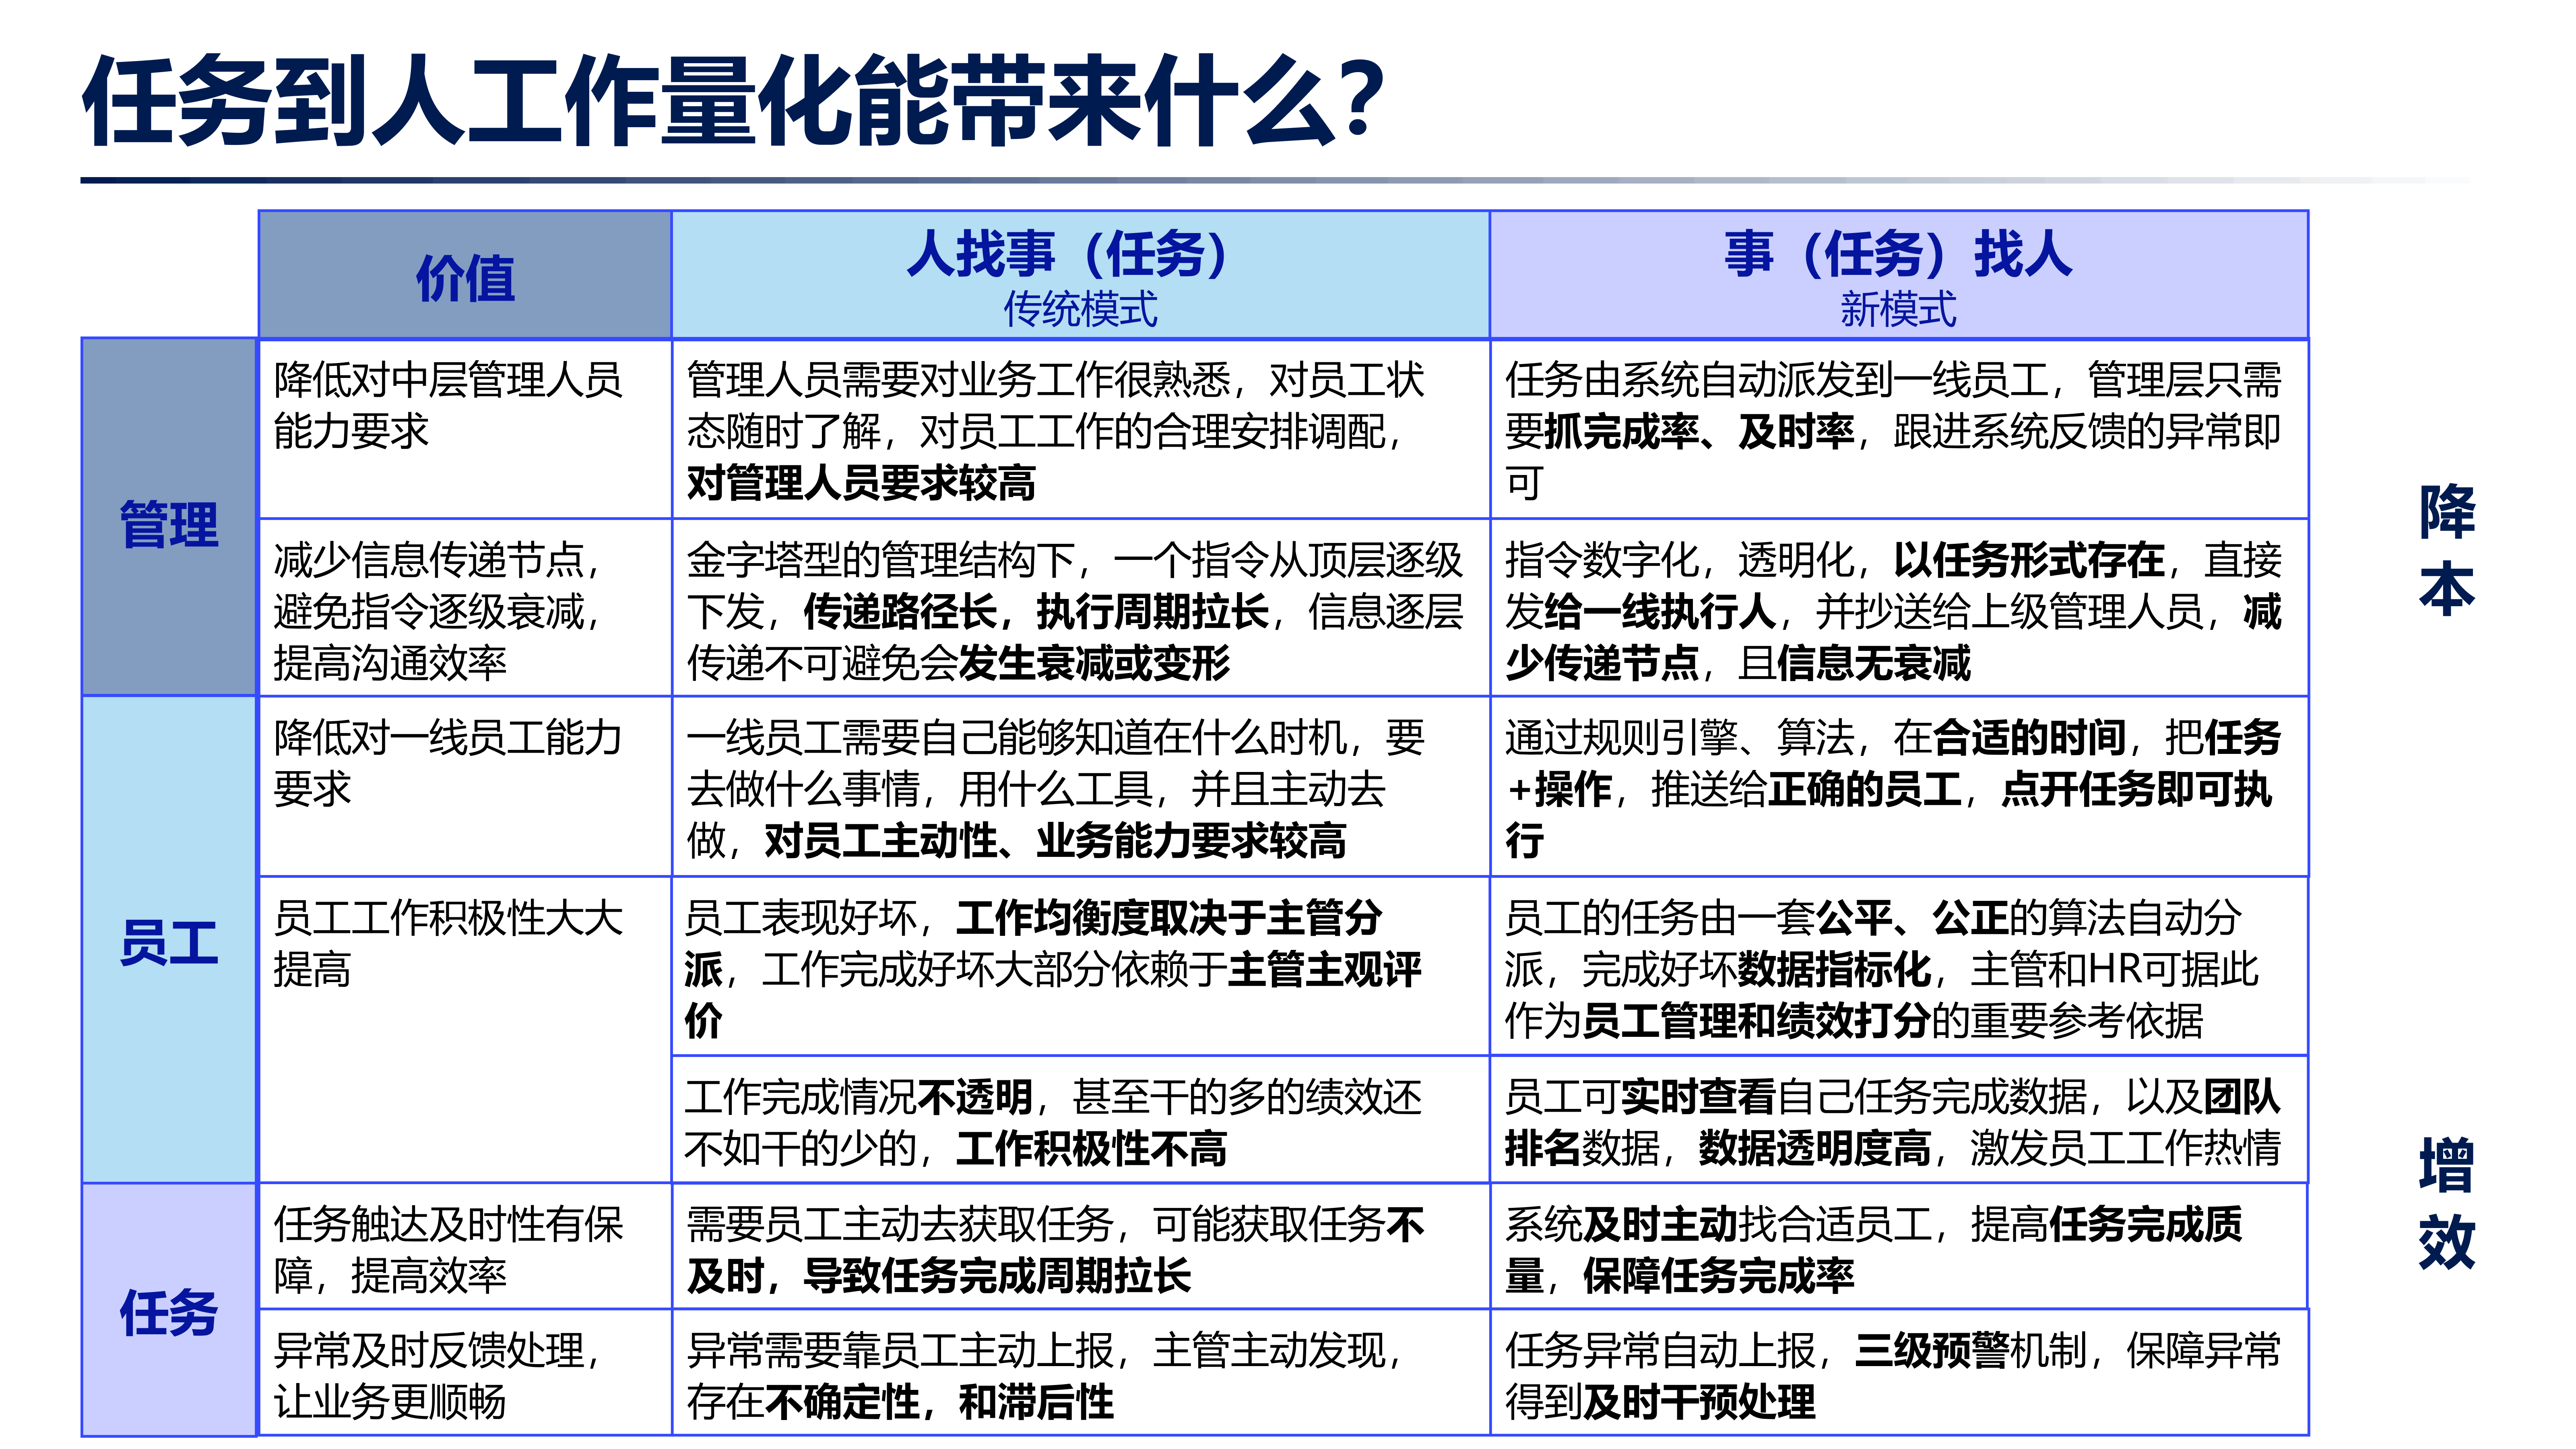 任务到人工作量化能带来什么？
价值
人找事（任务）
传统模式
事（任务）找人
新模式
管理
降低对中层管理人员
能力要求
管理人员需要对业务工作很熟悉，对员工状
态随时了解，对员工工作的合理安排调配，
对管理人员要求较高
任务由系统自动派发到一线员工，管理层只需
要抓完成率、及时率，跟进系统反馈的异常即
可
减少信息传递节点，
避免指令逐级衰减，
提高沟通效率
金字塔型的管理结构下，一个指令从顶层逐级
下发，传递路径长，执行周期拉长，信息逐层
传递不可避免会发生衰减或变形
指令数字化，透明化，以任务形式存在，直接
发给一线执行人，并抄送给上级管理人员，减
少传递节点，且信息无衰减
员工
降低对一线员工能力
要求
一线员工需要自己能够知道在什么时机，要
去做什么事情，用什么工具，并且主动去
做，对员工主动性、业务能力要求较高
通过规则引擎、算法，在合适的时间，把任务
+操作，推送给正确的员工，点开任务即可执
行
员工工作积极性大大
提高
员工表现好坏，工作均衡度取决于主管分
派，工作完成好坏大部分依赖于主管主观评
价
员工的任务由一套公平、公正的算法自动分
派，完成好坏数据指标化，主管和HR可据此
作为员工管理和绩效打分的重要参考依据
工作完成情况不透明，甚至干的多的绩效还
不如干的少的，工作积极性不高
员工可实时查看自己任务完成数据，以及团队
排名数据，数据透明度高，激发员工工作热情
任务
任务触达及时性有保
障，提高效率
需要员工主动去获取任务，可能获取任务不
及时，导致任务完成周期拉长
系统及时主动找合适员工，提高任务完成质
量，保障任务完成率
异常及时反馈处理，
让业务更顺畅
异常需要靠员工主动上报，主管主动发现，
存在不确定性，和滞后性
任务异常自动上报，三级预警机制，保障异常
得到及时干预处理
降
本
增
效